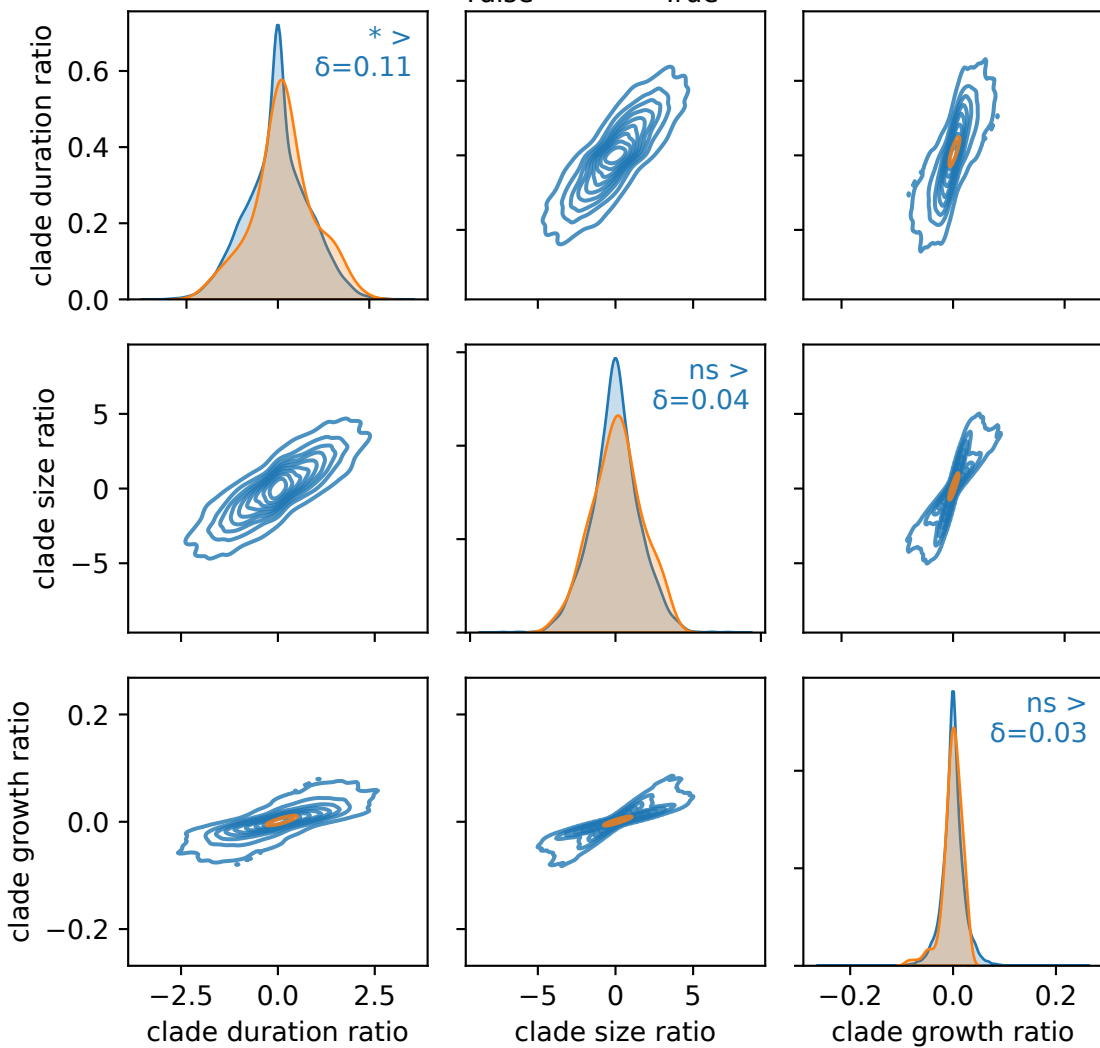 False True
clade duration ratio
0.6
0.4
0.2
0.0
* >
δ=0.11
clade size ratio
5
0
−5
ns >
δ=0.04
clade growth ratio
0.2
0.0
−0.2
ns >
δ=0.03
−2.5 0.0 2.5
−5 0 5
−0.2 0.0 0.2
clade duration ratio
clade size ratio
clade growth ratio